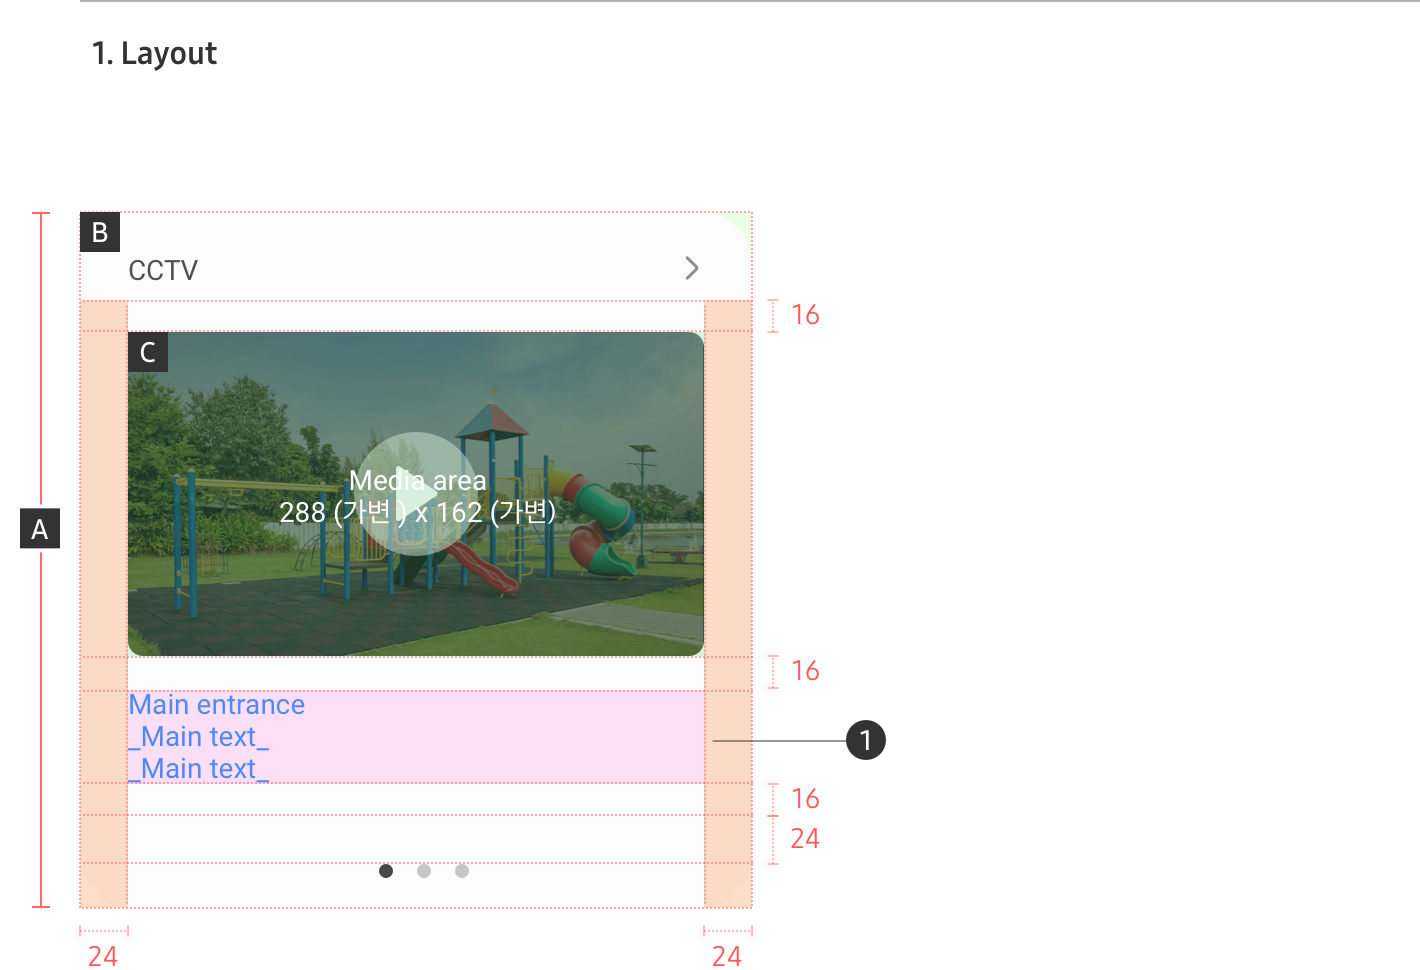 1. Layout
B
CCTV
16
C
Media area
288 (가변 ) x 162 (가변)
A
16
Main entrance
_Main text_
_Main text_
1
16
24
24
24